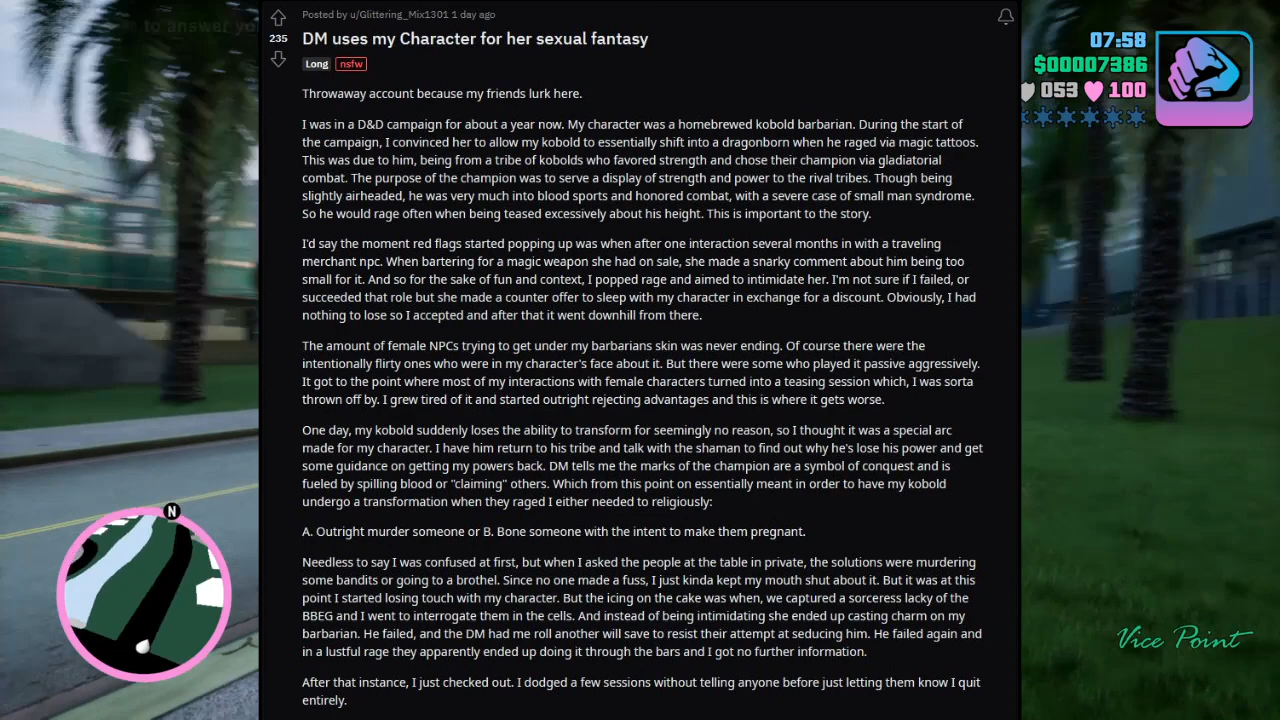 Posted by u/Glittering_Mix1301 1 day ago
235
DM uses my Character for her sexual fantasy
Long nsfw
Throwaway account because my friends lurk here.
I was in a D&D campaign for about a year now. My character was a homebrewed kobold barbarian. During the start of
the campaign, I convinced her to allow my kobold to essentially shift into a dragonborn when he raged via magic tattoos.
This was due to him, being from a tribe of kobolds who favored strength and chose their champion via gladiatorial
combat. The purpose of the champion was to serve a display of strength and power to the rival tribes. Though being
slightly airheaded, he was very much into blood sports and honored combat, with a severe case of small man syndrome.
So he would rage often when being teased excessively about his height. This is important to the story.
I'd say the moment red flags started popping up was when after one interaction several months in with a traveling
merchant npc. When bartering for a magic weapon she had on sale, she made a snarky comment about him being too
small for it. And so for the sake of fun and context, I popped rage and aimed to intimidate her. I'm not sure if I failed, or
succeeded that role but she made a counter offer to sleep with my character in exchange for a discount. Obviously, I had
nothing to lose so I accepted and after that it went downhill from there.
The amount of female NPCs trying to get under my barbarians skin was never ending. Of course there were the
intentionally flirty ones who were in my character's face about it. But there were some who played it passive aggressively.
It got to the point where most of my interactions with female characters turned into a teasing session which, I was sorta
thrown off by. I grew tired of it and started outright rejecting advances and this is where it gets worse.
One day, my kobold suddenly loses the ability to transform for seemingly no reason, so I thought it was a special arc
made for my character. I have him return to his tribe and talk with the shaman to find out why he's lose his power and get
some guidance on getting my powers back. DM tells me the marks of the champion are a symbol of conquest and is
fueled by spilling blood or "claiming" others. Which from this point on essentially meant in order to have my kobold
undergo a transformation when they raged I either needed to religiously:
A. Outright murder someone or B. Bone someone with the intent to make them pregnant.
Needless to say I was confused at first, but when I asked the people at the table in private, the solutions were murdering
some bandits or going to a brothel. Since no one made a fuss, I just kinda kept my mouth shut about it. But it was at this
point I started losing touch with my character. But the icing on the cake was when, we captured a sorceress lacky of the
BBEG and I went to interrogate them in the cells. And instead of being intimidating she ended up casting charm on my
barbarian. He failed, and the DM had me roll another will save to resist their attempt at seducing him. He failed again and
in a lustful rage they apparently ended up doing it through the bars and I got no further information.
After that instance, I just checked out. I dodged a few sessions without telling anyone before just letting them know I quit
entirely.
07:58
$00007386
053 100
N
Vice Point